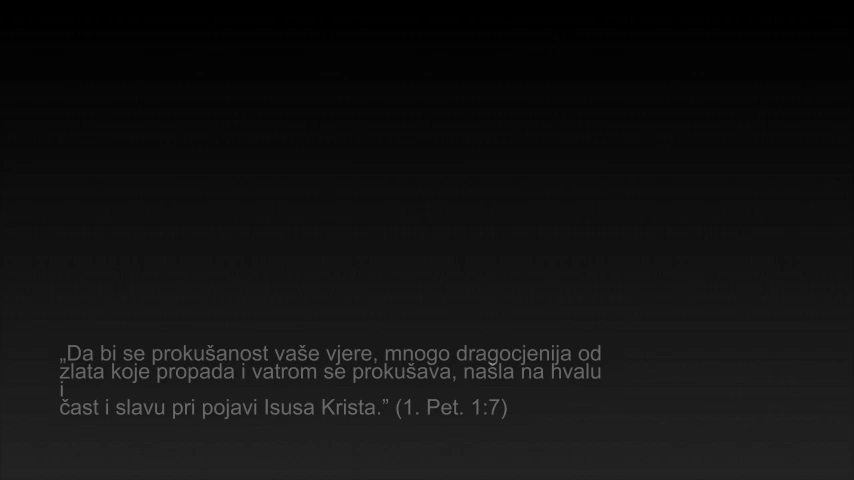 „Da bi se prokušanost vaše vjere, mnogo dragocjenija od
zlata koje propada i vatrom se prokušava, našla na hvalu
i
čast i slavu pri pojavi Isusa Krista.” (1. Pet. 1:7)